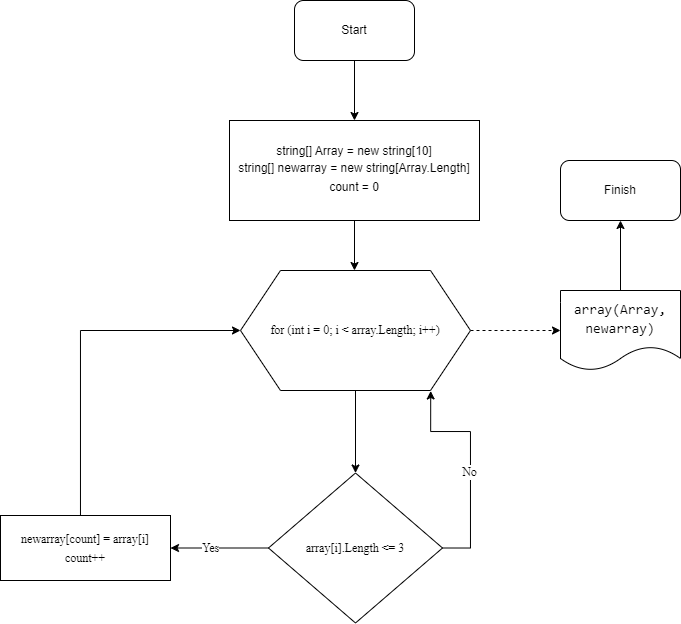 Start
string[] Array = new string[10]
string[] newarray = new string[Array.Length]
count = 0
Finish
array(Array,
newarray)
for (int i = 0; i < array.Length; i++)
No
newarray[count] = array[i]
count++
Yes
array[i].Length <= 3